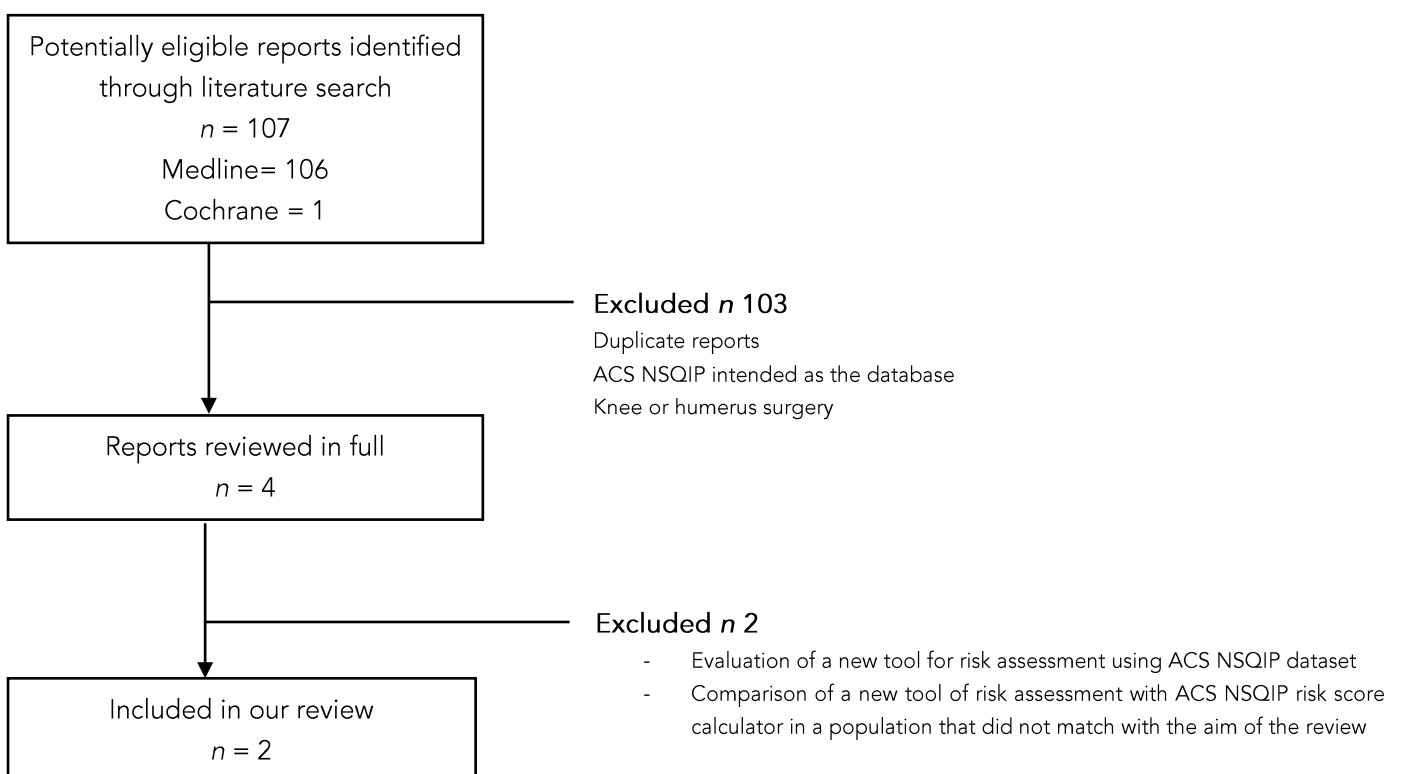 Potentially eligible reports identified
through literature search
n = 107
Medline= 106
Cochrane = 1
Excluded n 103
Duplicate reports
ACS NSQIP intended as the database
Knee or humerus surgery
Reports reviewed in full
n = 4
Excluded n 2
- Evaluation of a new tool for risk assessment using ACS NSQIP dataset
- Comparison of a new tool of risk assessment with ACS NSQIP risk score
calculator in a population that did not match with the aim of the review
Included in our review
n = 2